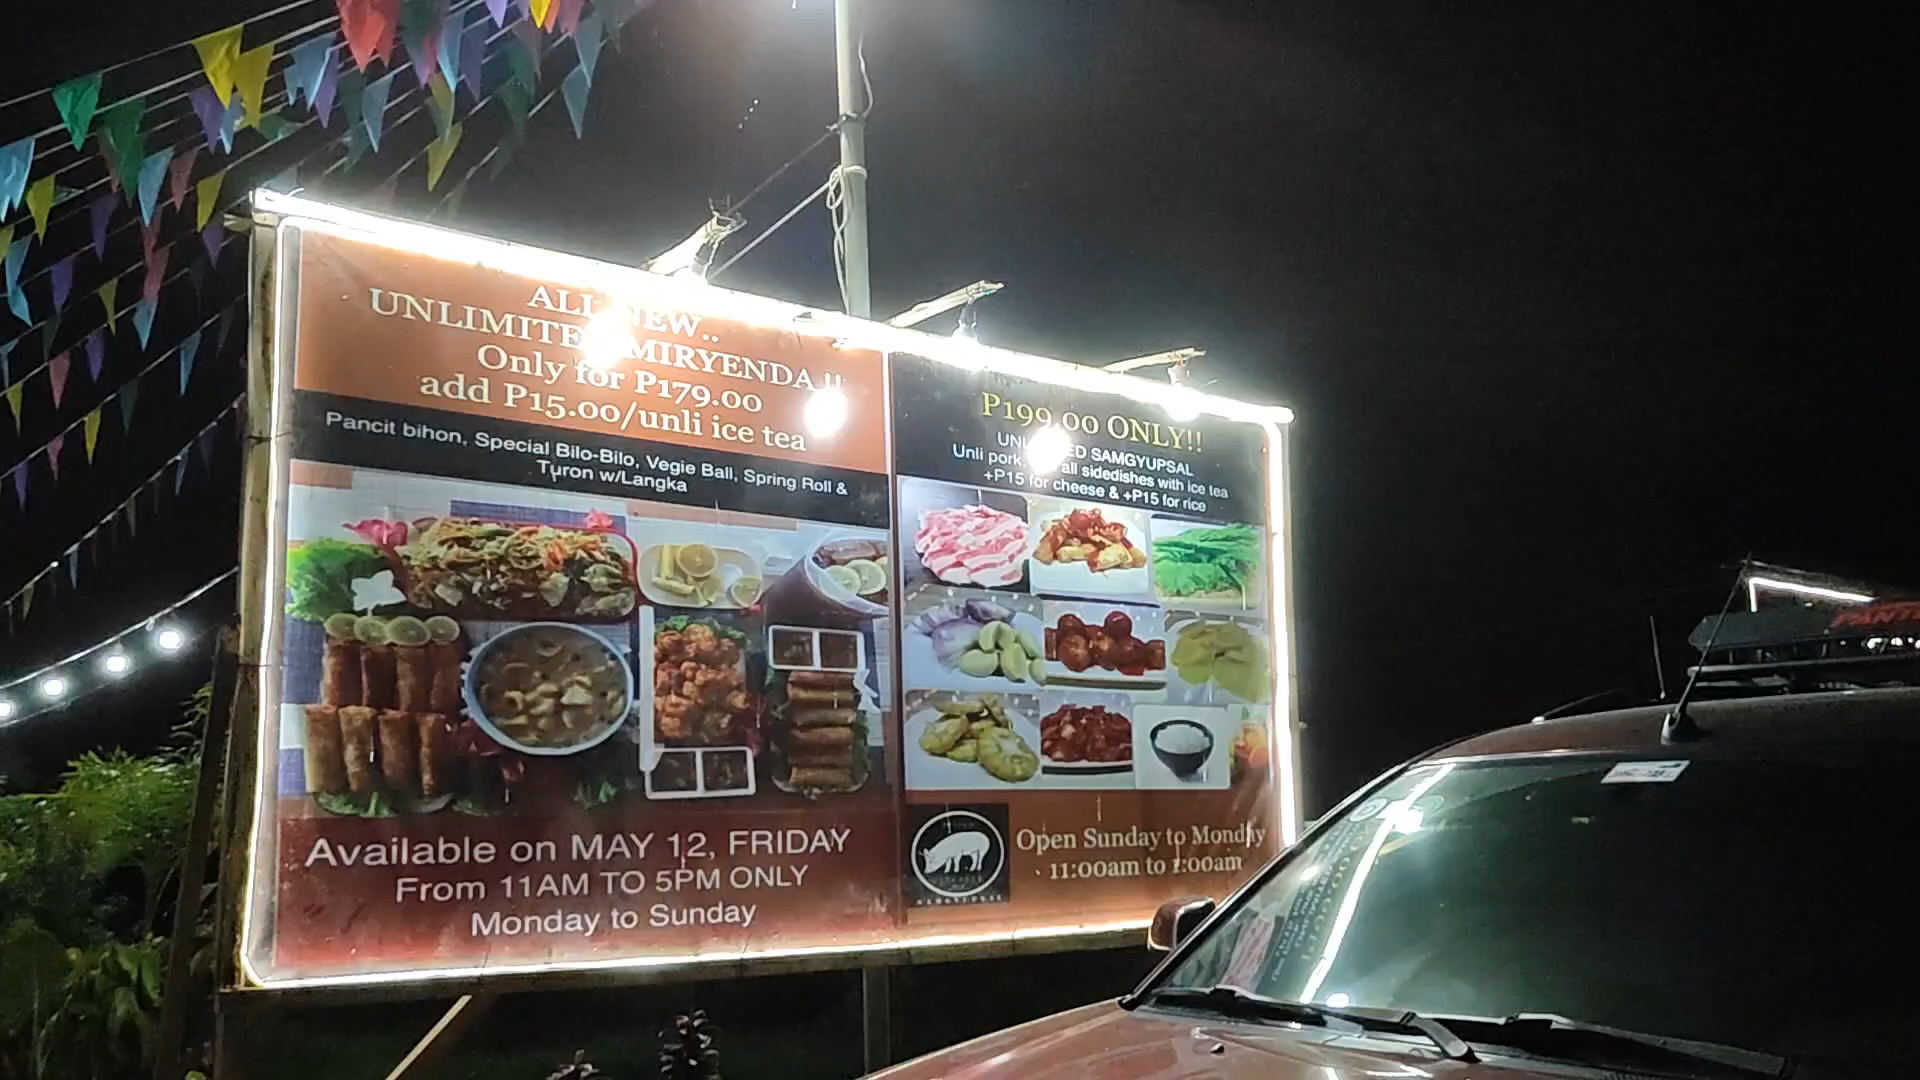 ALL NEW..
UNLIMITED MIRYENDA !!
Only for P179.00
add P15.00/unli ice tea
Pancit bihon, Special Bilo-Bilo, Vegie Ball, Spring Roll &
Turon w/Langka
Available on MAY 12, FRIDAY
From 11AM TO 5PM ONLY
Monday to Sunday
P199.00 ONLY!!
UNLIMITED SAMGYUPSAL
Unli pork, all sidedishes with ice tea
+P15 for cheese & +P15 for rice
Open Sunday to Monday
11:00am to 1:00am
SAMGYUPSAL